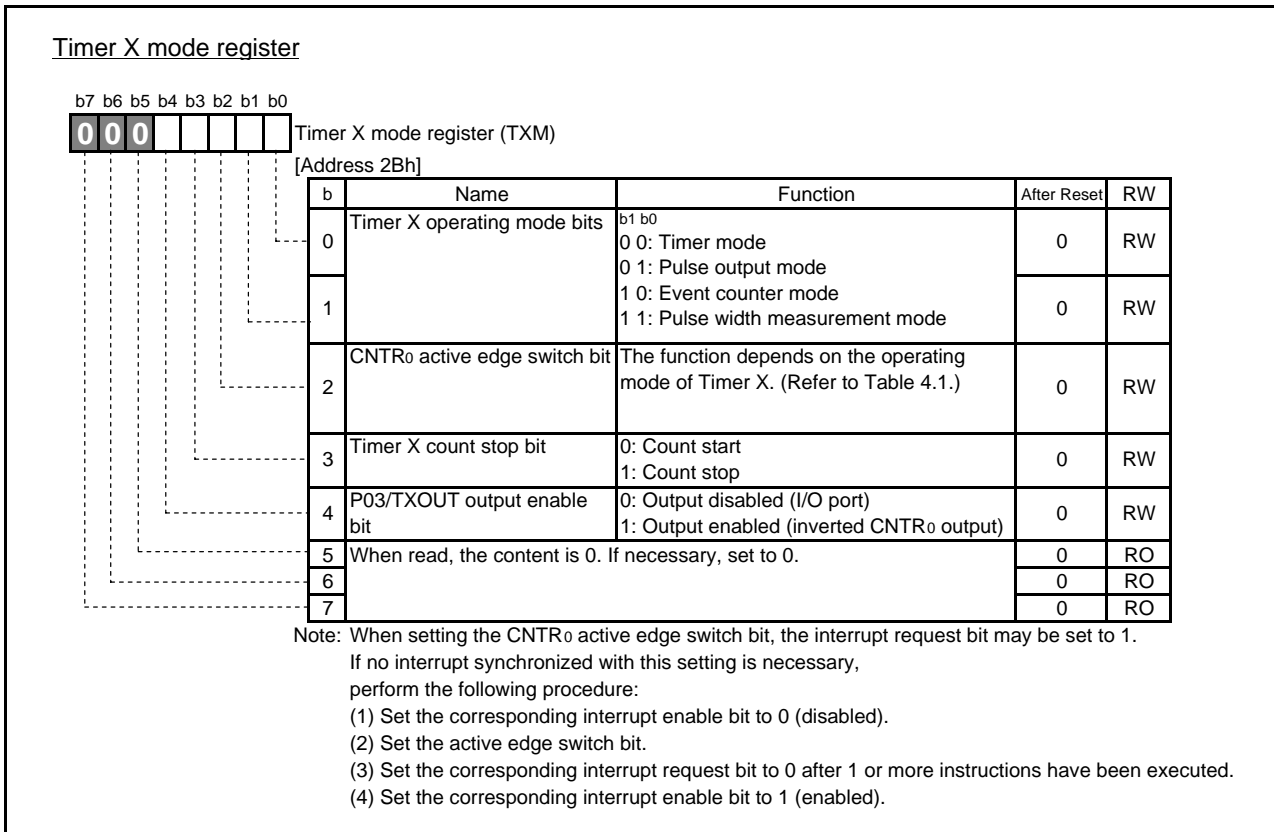 Timer X mode register
b7 b6 b5 b4 b3 b2 b1 b0
0 0 0
Timer X mode register (TXM)
[Address 2Bh]
b Name Function After Reset RW
0 Timer X operating mode bits b1 b0
0 0: Timer mode
0 1: Pulse output mode
0 RW
1 1 0: Event counter mode
1 1: Pulse width measurement mode
0 RW
2 CNTR0 active edge switch bit The function depends on the operating
mode of Timer X. (Refer to Table 4.1.)
0 RW
3 Timer X count stop bit 0: Count start
1: Count stop
0 RW
4 P03/TXOUT output enable
bit
0: Output disabled (I/O port)
1: Output enabled (inverted CNTR0 output)
0 RW
5 When read, the content is 0. If necessary, set to 0. 0 RO
6 0 RO
7 0 RO
Note: When setting the CNTR0 active edge switch bit, the interrupt request bit may be set to 1.
If no interrupt synchronized with this setting is necessary,
perform the following procedure:
(1) Set the corresponding interrupt enable bit to 0 (disabled).
(2) Set the active edge switch bit.
(3) Set the corresponding interrupt request bit to 0 after 1 or more instructions have been executed.
(4) Set the corresponding interrupt enable bit to 1 (enabled).